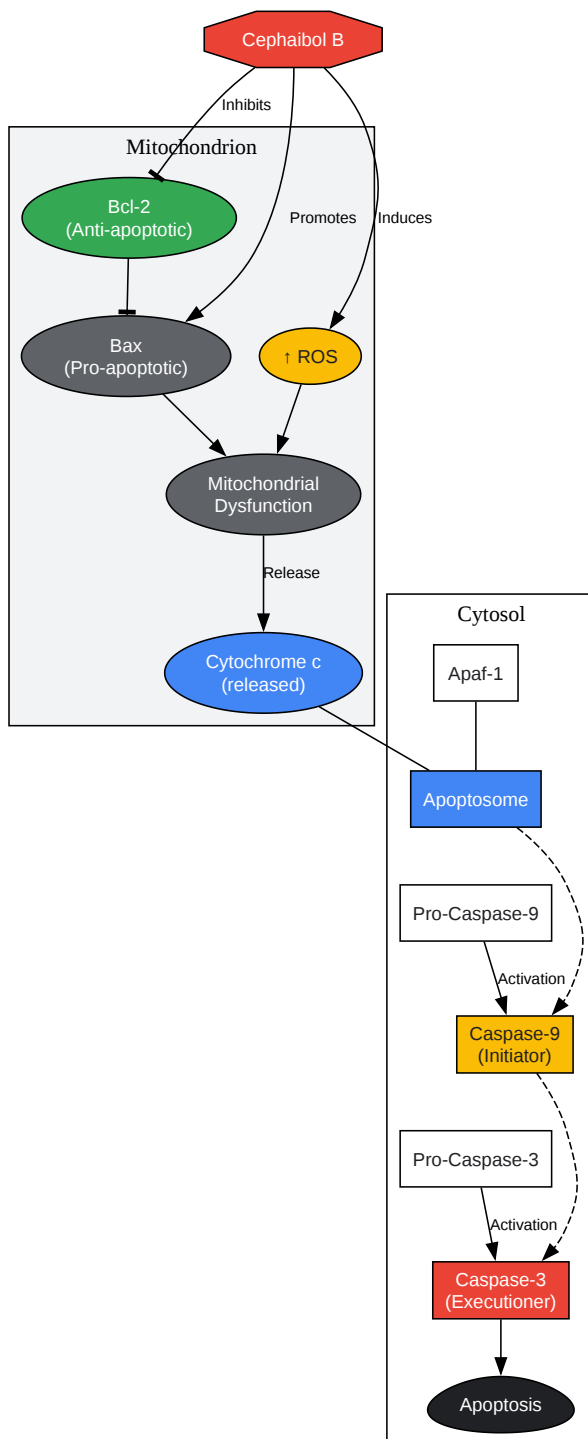 Cephaibol B
Inhibits
Mitochondrion
Bcl-2
(Anti-apoptotic)
Promotes
Induces
Bax
(Pro-apoptotic)
↑ ROS
Mitochondrial
Dysfunction
Release
Cytosol
Cytochrome c
(released)
Apaf-1
Apoptosome
Pro-Caspase-9
Activation
Caspase-9
(Initiator)
Pro-Caspase-3
Activation
Caspase-3
(Executioner)
Apoptosis